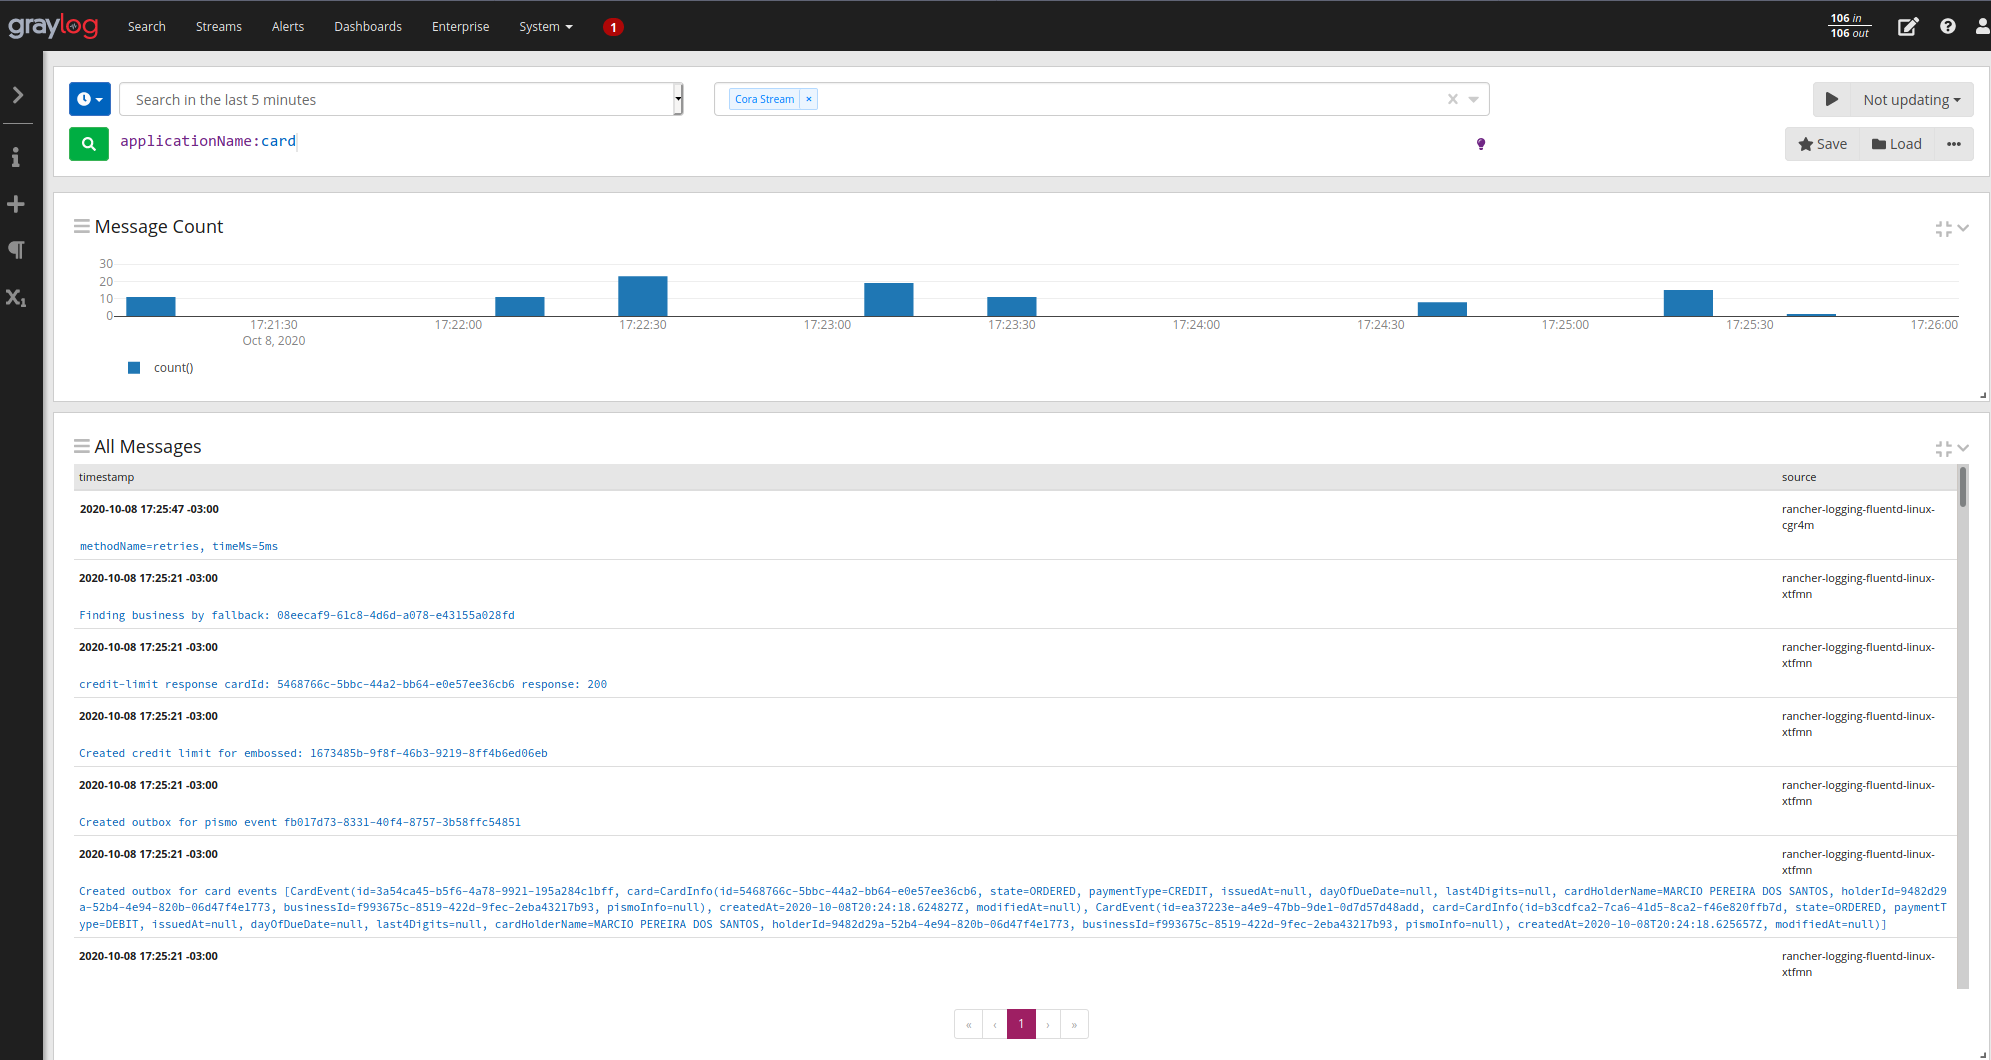 graylog Search Streams Alerts Dashboards Enterprise System 1 106 in
106 out
Search in the last 5 minutes Cora Stream × Not updating
applicationName:card Save Load
Message Count
30
20
10
0
17:21:30 17:22:00 17:22:30 17:23:00 17:23:30 17:24:00 17:24:30 17:25:00 17:25:30 17:26:00
Oct 8, 2020
count()
All Messages
timestamp source
2020-10-08 17:25:47 -03:00 rancher-logging-fluentd-linux-
cgr4m
methodName=retries, timeMs=5ms
2020-10-08 17:25:21 -03:00 rancher-logging-fluentd-linux-
xtfmn
Finding business by fallback: 08eecaf9-61c8-4d6d-a078-e43155a028fd
2020-10-08 17:25:21 -03:00 rancher-logging-fluentd-linux-
xtfmn
credit-limit response cardId: 5468766c-5bbc-44a2-bb64-e0e57ee36cb6 response: 200
2020-10-08 17:25:21 -03:00 rancher-logging-fluentd-linux-
xtfmn
Created credit limit for embossed: 1673485b-9f8f-46b3-9219-8ff4b6ed06eb
2020-10-08 17:25:21 -03:00 rancher-logging-fluentd-linux-
xtfmn
Created outbox for pismo event fb017d73-8331-40f4-8757-3b58ffc54851
2020-10-08 17:25:21 -03:00 rancher-logging-fluentd-linux-
xtfmn
Created outbox for card events [CardEvent(id=3a54ca45-b5f6-4a78-9921-195a284c1bff, card=CardInfo(id=5468766c-5bbc-44a2-bb64-e0e57ee36cb6, state=ORDERED, paymentType=CREDIT, issuedAt=null, dayOfDueDate=null, last4Digits=null, cardHolderName=MARCIO PEREIRA DOS SANTOS, holderId=9482d29
a-52b4-4e94-820b-06d47f4e1773, businessId=f993675c-8519-422d-9fec-2eba43217b93, pismoInfo=null), createdAt=2020-10-08T20:24:18.624827Z, modifiedAt=null), CardEvent(id=ea37223e-a4e9-47bb-9de1-0d7d57d48add, card=CardInfo(id=b3cdfca2-7ca6-41d5-8ca2-f46e820ffb7d, state=ORDERED, paymentT
ype=DEBIT, issuedAt=null, dayOfDueDate=null, last4Digits=null, cardHolderName=MARCIO PEREIRA DOS SANTOS, holderId=9482d29a-52b4-4e94-820b-06d47f4e1773, businessId=f993675c-8519-422d-9fec-2eba43217b93, pismoInfo=null), createdAt=2020-10-08T20:24:18.625657Z, modifiedAt=null)]
2020-10-08 17:25:21 -03:00 rancher-logging-fluentd-linux-
xtfmn
« ‹ 1 › »